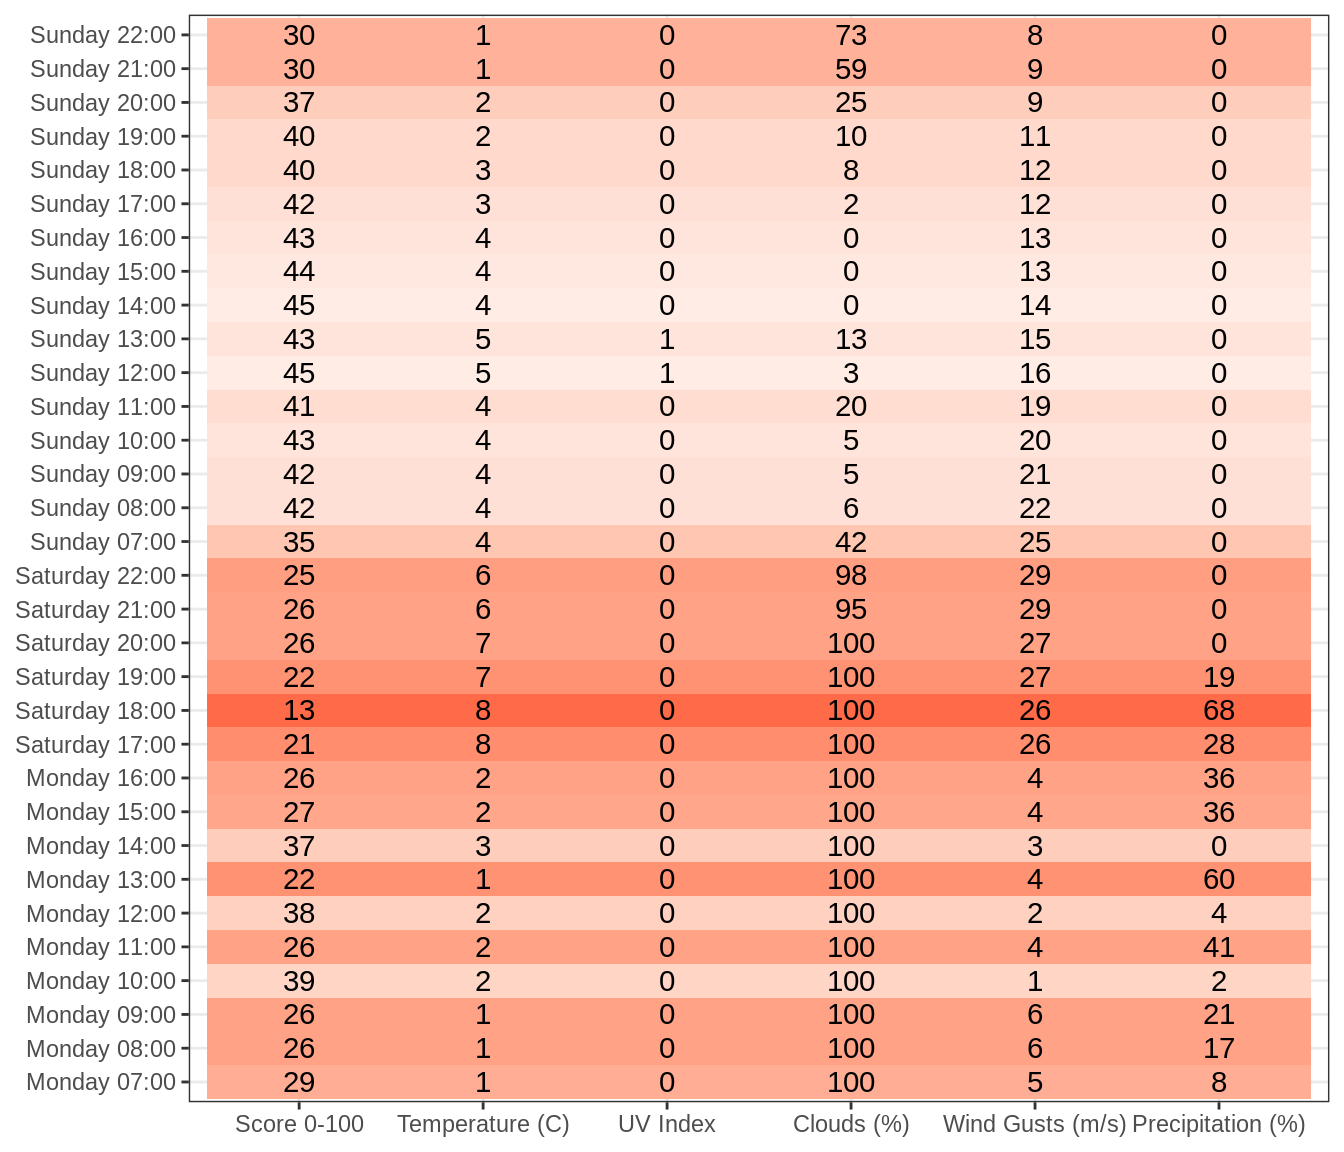 Sunday 22:00 30 1 0 73 8 0
Sunday 21:00 30 1 0 59 9 0
Sunday 20:00 37 2 0 25 9 0
Sunday 19:00 40 2 0 10 11 0
Sunday 18:00 40 3 0 8 12 0
Sunday 17:00 42 3 0 2 12 0
Sunday 16:00 43 4 0 0 13 0
Sunday 15:00 44 4 0 0 13 0
Sunday 14:00 45 4 0 0 14 0
Sunday 13:00 43 5 1 13 15 0
Sunday 12:00 45 5 1 3 16 0
Sunday 11:00 41 4 0 20 19 0
Sunday 10:00 43 4 0 5 20 0
Sunday 09:00 42 4 0 5 21 0
Sunday 08:00 42 4 0 6 22 0
Sunday 07:00 35 4 0 42 25 0
Saturday 22:00 25 6 0 98 29 0
Saturday 21:00 26 6 0 95 29 0
Saturday 20:00 26 7 0 100 27 0
Saturday 19:00 22 7 0 100 27 19
Saturday 18:00 13 8 0 100 26 68
Saturday 17:00 21 8 0 100 26 28
Monday 16:00 26 2 0 100 4 36
Monday 15:00 27 2 0 100 4 36
Monday 14:00 37 3 0 100 3 0
Monday 13:00 22 1 0 100 4 60
Monday 12:00 38 2 0 100 2 4
Monday 11:00 26 2 0 100 4 41
Monday 10:00 39 2 0 100 1 2
Monday 09:00 26 1 0 100 6 21
Monday 08:00 26 1 0 100 6 17
Monday 07:00 29 1 0 100 5 8
Score 0-100 Temperature (C) UV Index Clouds (%) Wind Gusts (m/s) Precipitation (%)